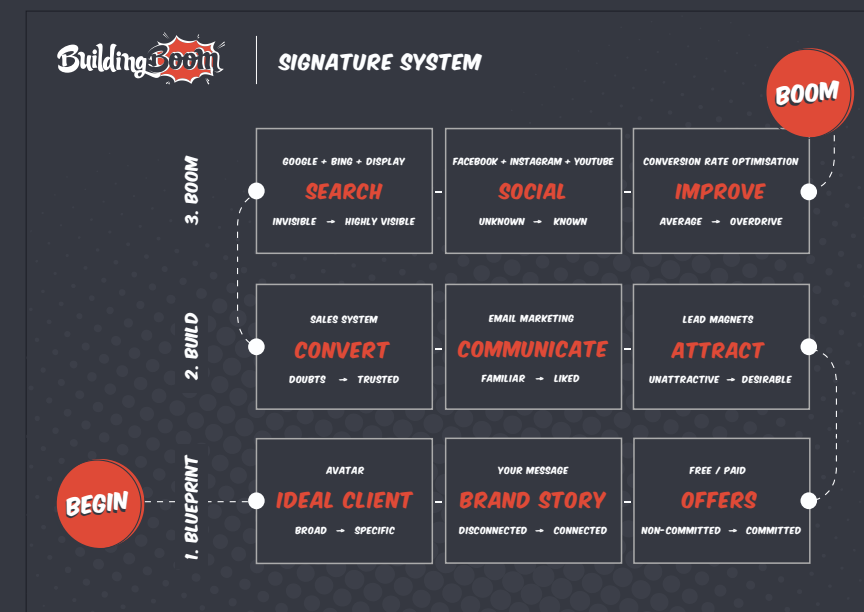 BuildingBoom
SIGNATURE SYSTEM
BOOM
3. BOOM
GOOGLE + BING + DISPLAY
SEARCH
INVISIBLE → HIGHLY VISIBLE
FACEBOOK + INSTAGRAM + YOUTUBE
SOCIAL
UNKNOWN → KNOWN
CONVERSION RATE OPTIMISATION
IMPROVE
AVERAGE → OVERDRIVE
2. BUILD
SALES SYSTEM
CONVERT
DOUBTS → TRUSTED
EMAIL MARKETING
COMMUNICATE
FAMILIAR → LIKED
LEAD MAGNETS
ATTRACT
UNATTRACTIVE → DESIRABLE
BEGIN
1. BLUEPRINT
AVATAR
IDEAL CLIENT
BROAD → SPECIFIC
YOUR MESSAGE
BRAND STORY
DISCONNECTED → CONNECTED
FREE / PAID
OFFERS
NON-COMMITTED → COMMITTED